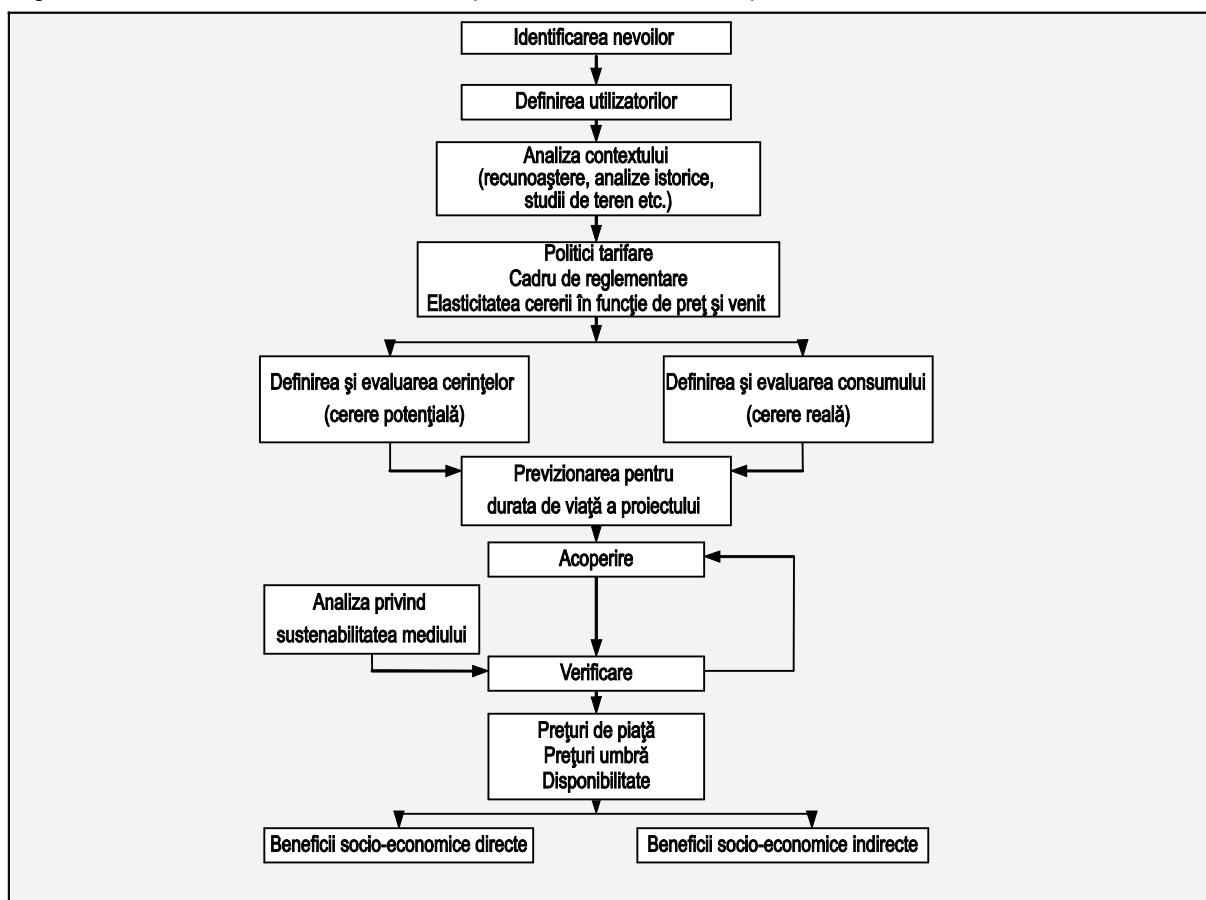 Identificarea nevoilor
Definirea utilizatorilor
Analiza contextului
(recunoaştere, analize istorice,
studii de teren etc.)
Politici tarifare
Cadru de reglementare
Elasticitatea cererii în funcţie de preţ şi venit
Definirea şi evaluarea cerinţelor
(cerere potenţială)
Definirea şi evaluarea consumului
(cerere reală)
Previzionarea pentru
durata de viaţă a proiectului
Acoperire
Analiza privind
sustenabilitatea mediului
Verificare
Preţuri de piaţă
Preţuri umbră
Disponibilitate
Beneficii socio-economice directe
Beneficii socio-economice indirecte